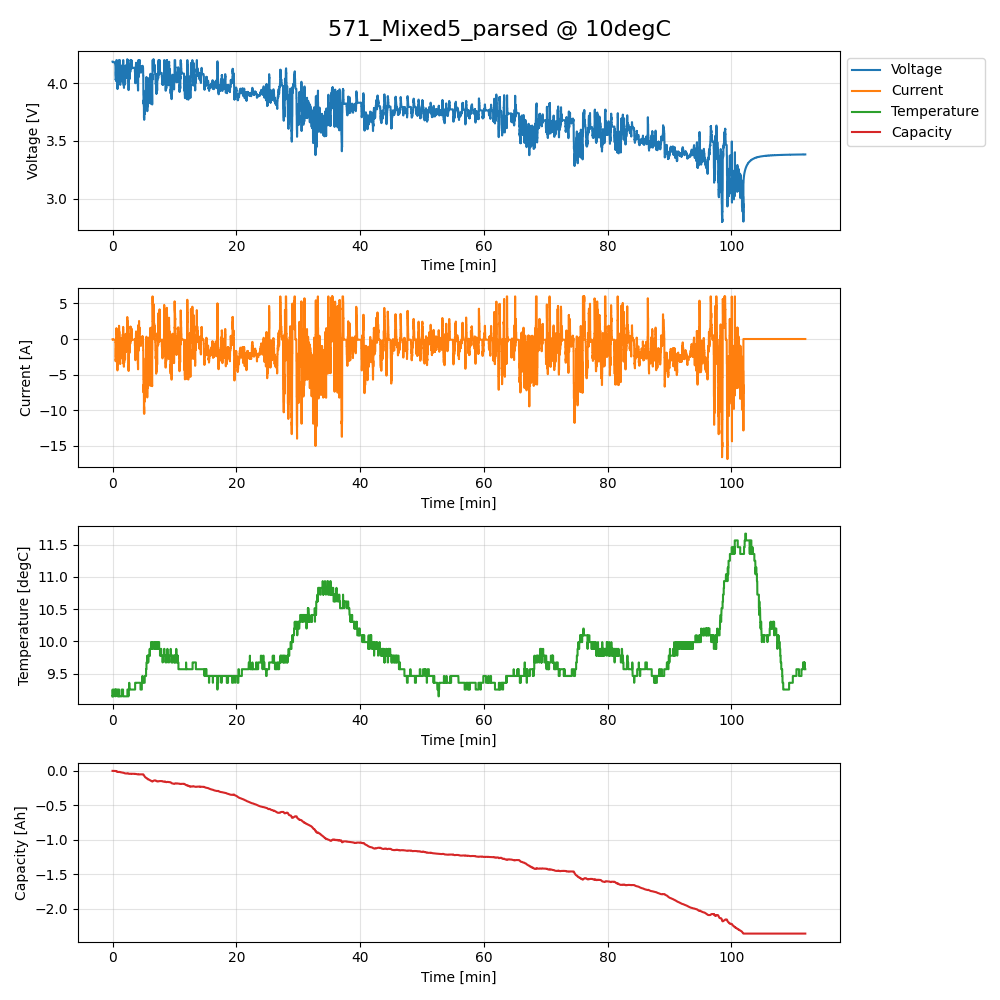 571_Mixed5_parsed @ 10degC
Voltage
Current
Temperature
Capacity
4.0
3.5
3.0
Voltage [V]
0 20 40 60 80 100
Time [min]
5
0
−5
−10
−15
Current [A]
0 20 40 60 80 100
Time [min]
11.5
11.0
10.5
10.0
9.5
Temperature [degC]
0 20 40 60 80 100
Time [min]
0.0
−0.5
−1.0
−1.5
−2.0
Capacity [Ah]
0 20 40 60 80 100
Time [min]